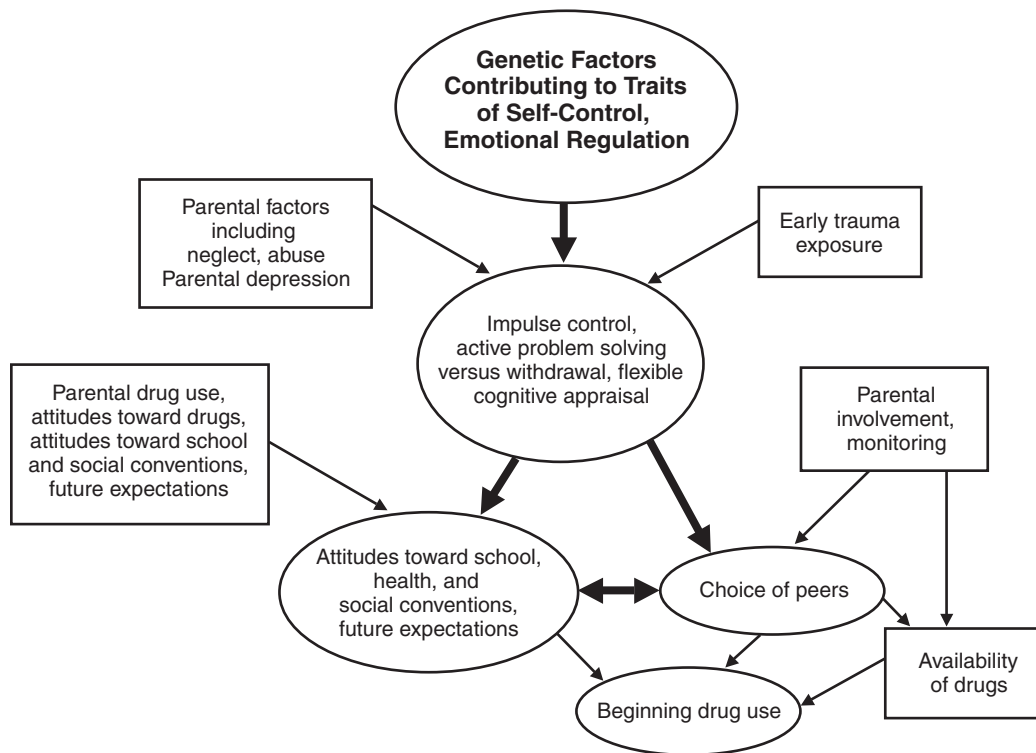 Genetic Factors
Contributing to Traits
of Self-Control,
Emotional Regulation
Parental factors
including
neglect, abuse
Parental depression
Early trauma
exposure
Impulse control,
active problem solving
versus withdrawal, flexible
cognitive appraisal
Parental drug use,
attitudes toward drugs,
attitudes toward school
and social conventions,
future expectations
Parental
involvement,
monitoring
Attitudes toward school,
health, and
social conventions,
future expectations
Choice of peers
Availability
of drugs
Beginning drug use